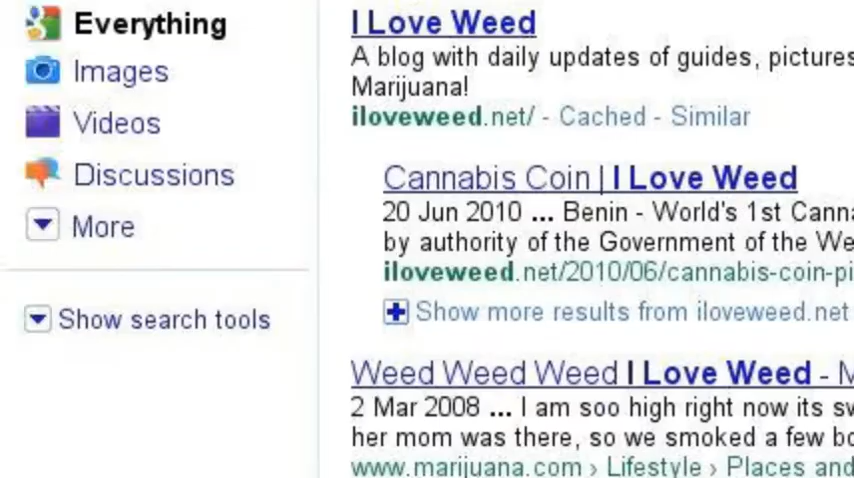 Everything
Images
Videos
Discussions
More
Show search tools
I Love Weed
A blog with daily updates of guides, pictures
Marijuana!
iloveweed.net/ - Cached - Similar
Cannabis Coin | I Love Weed
20 Jun 2010 ... Benin - World's 1st Canna
by authority of the Government of the We
iloveweed.net/2010/06/cannabis-coin-pi
Show more results from iloveweed.net
Weed Weed Weed I Love Weed - M
2 Mar 2008 ... I am soo high right now its sw
her mom was there, so we smoked a few bo
www.marijuana.com › Lifestyle › Places and